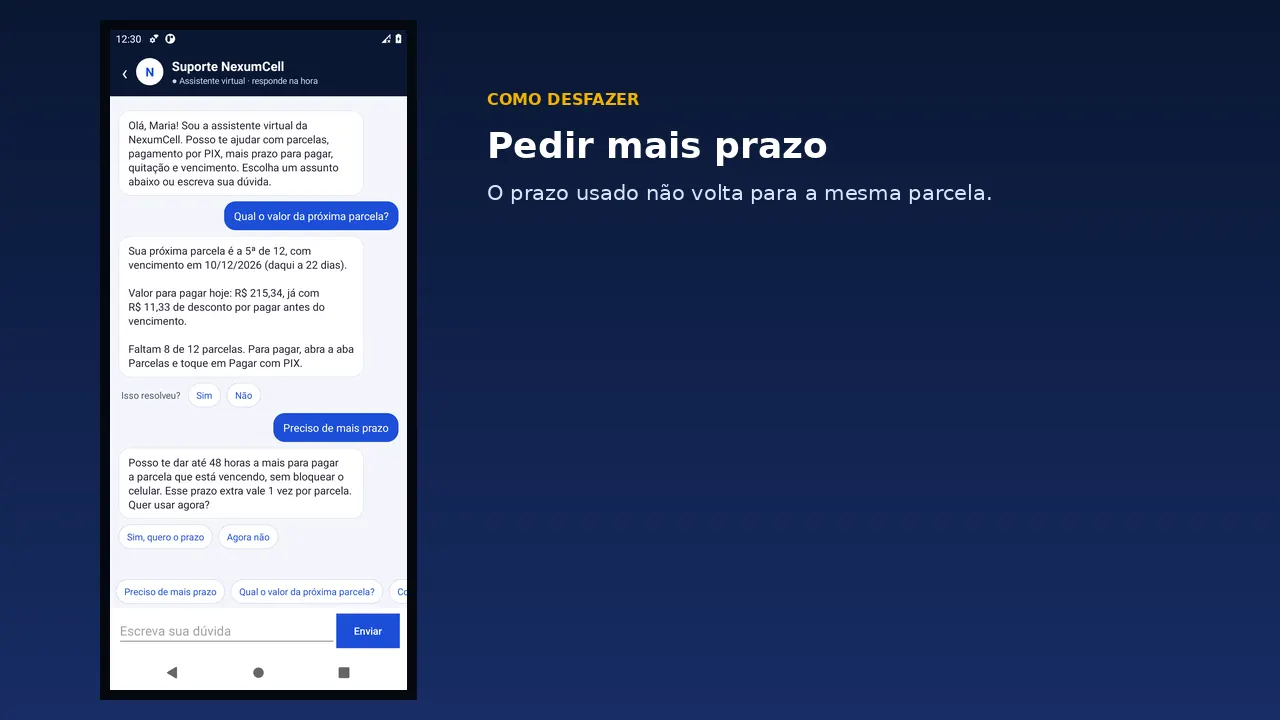 12:30
N
Suporte NexumCell
● Assistente virtual · responde na hora
Olá, Maria! Sou a assistente virtual da
NexumCell. Posso te ajudar com parcelas,
pagamento por PIX, mais prazo para pagar,
quitação e vencimento. Escolha um assunto
abaixo ou escreva sua dúvida.
Qual o valor da próxima parcela?
Sua próxima parcela é a 5ª de 12, com
vencimento em 10/12/2026 (daqui a 22 dias).
Valor para pagar hoje: R$ 215,34, já com
R$ 11,33 de desconto por pagar antes do
vencimento.
Faltam 8 de 12 parcelas. Para pagar, abra a aba
Parcelas e toque em Pagar com PIX.
Isso resolveu?
Sim
Não
Preciso de mais prazo
Posso te dar até 48 horas a mais para pagar
a parcela que está vencendo, sem bloquear o
celular. Esse prazo extra vale 1 vez por parcela.
Quer usar agora?
Sim, quero o prazo
Agora não
Preciso de mais prazo
Qual o valor da próxima parcela?
Co
Escreva sua dúvida
Enviar
COMO DESFAZER
Pedir mais prazo
O prazo usado não volta para a mesma parcela.